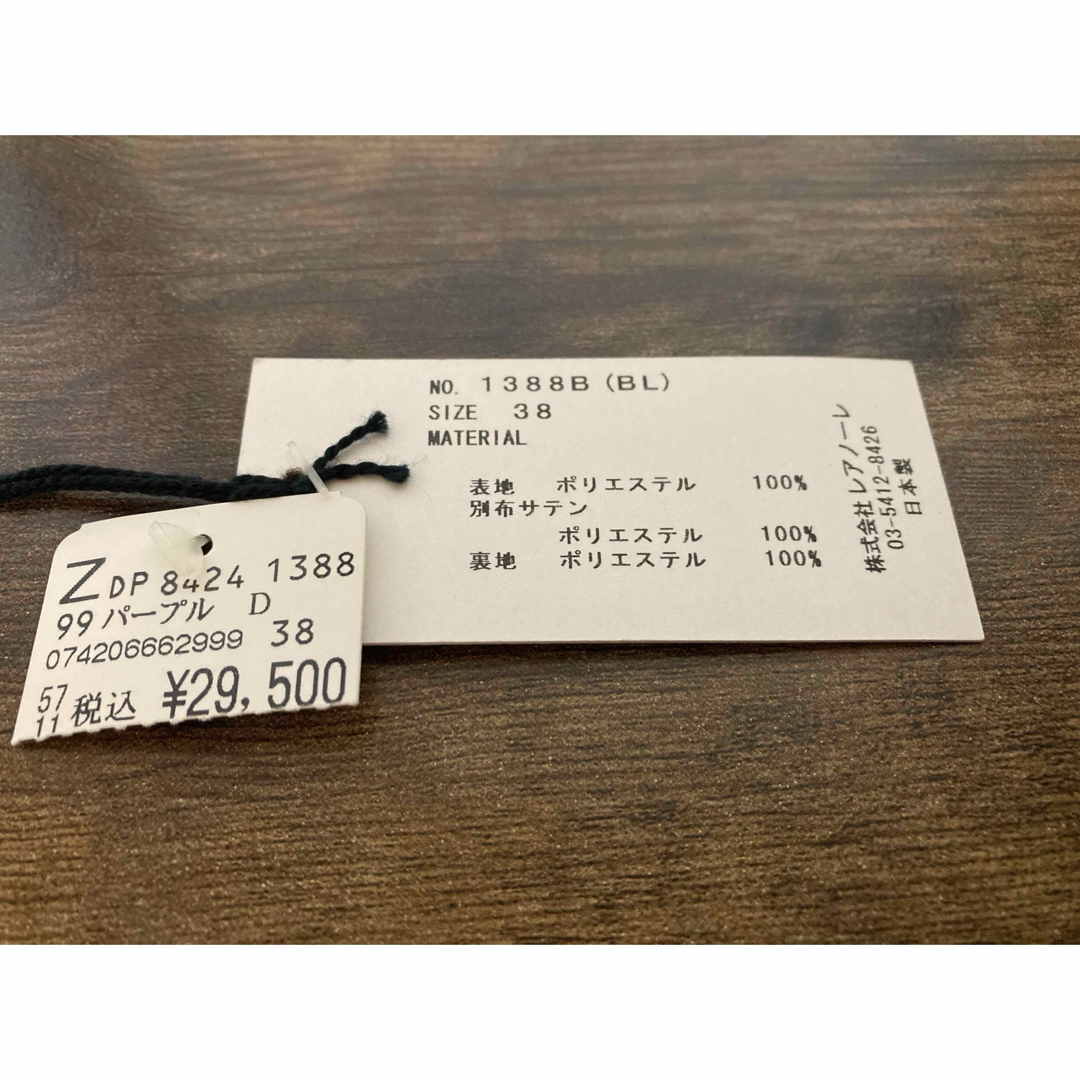 NO. 1388B (BL)
SIZE 38
MATERIAL
表地 ポリエステル 100%
別布サテン
ポリエステル 100%
裏地 ポリエステル 100%
株式会社レアノーレ
03-5412-8426
日本製
Z DP 8424 1388
99 パープル D
074206662999 38
57
11 税込 ¥29,500